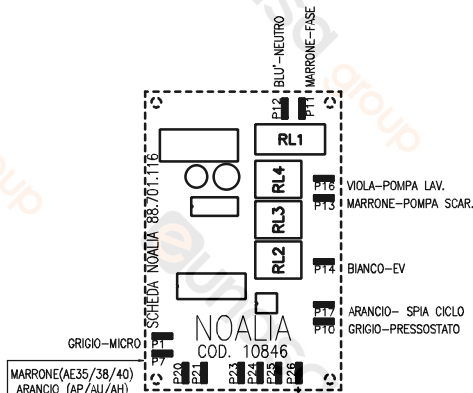 BLU'-NEUTRO
MARRONE-FASE
P12
P11
RL1
RL4
P16
VIOLA-POMPA LAV.
P13
MARRONE-POMPA SCAR.
RL3
RL2
P14
BIANCO-EV
SCHEDA NOALIA 88.701.116
P17
ARANCIO- SPIA CICLO
NOALIA
P10
GRIGIO-PRESSOSTATO
GRIGIO-MICRO
P1
COD. 10846
P7
MARRONE(AE35/38/40)
ARANCIO (AP/AU/AH)
P20
P21
P23
P24
P25
P26
group